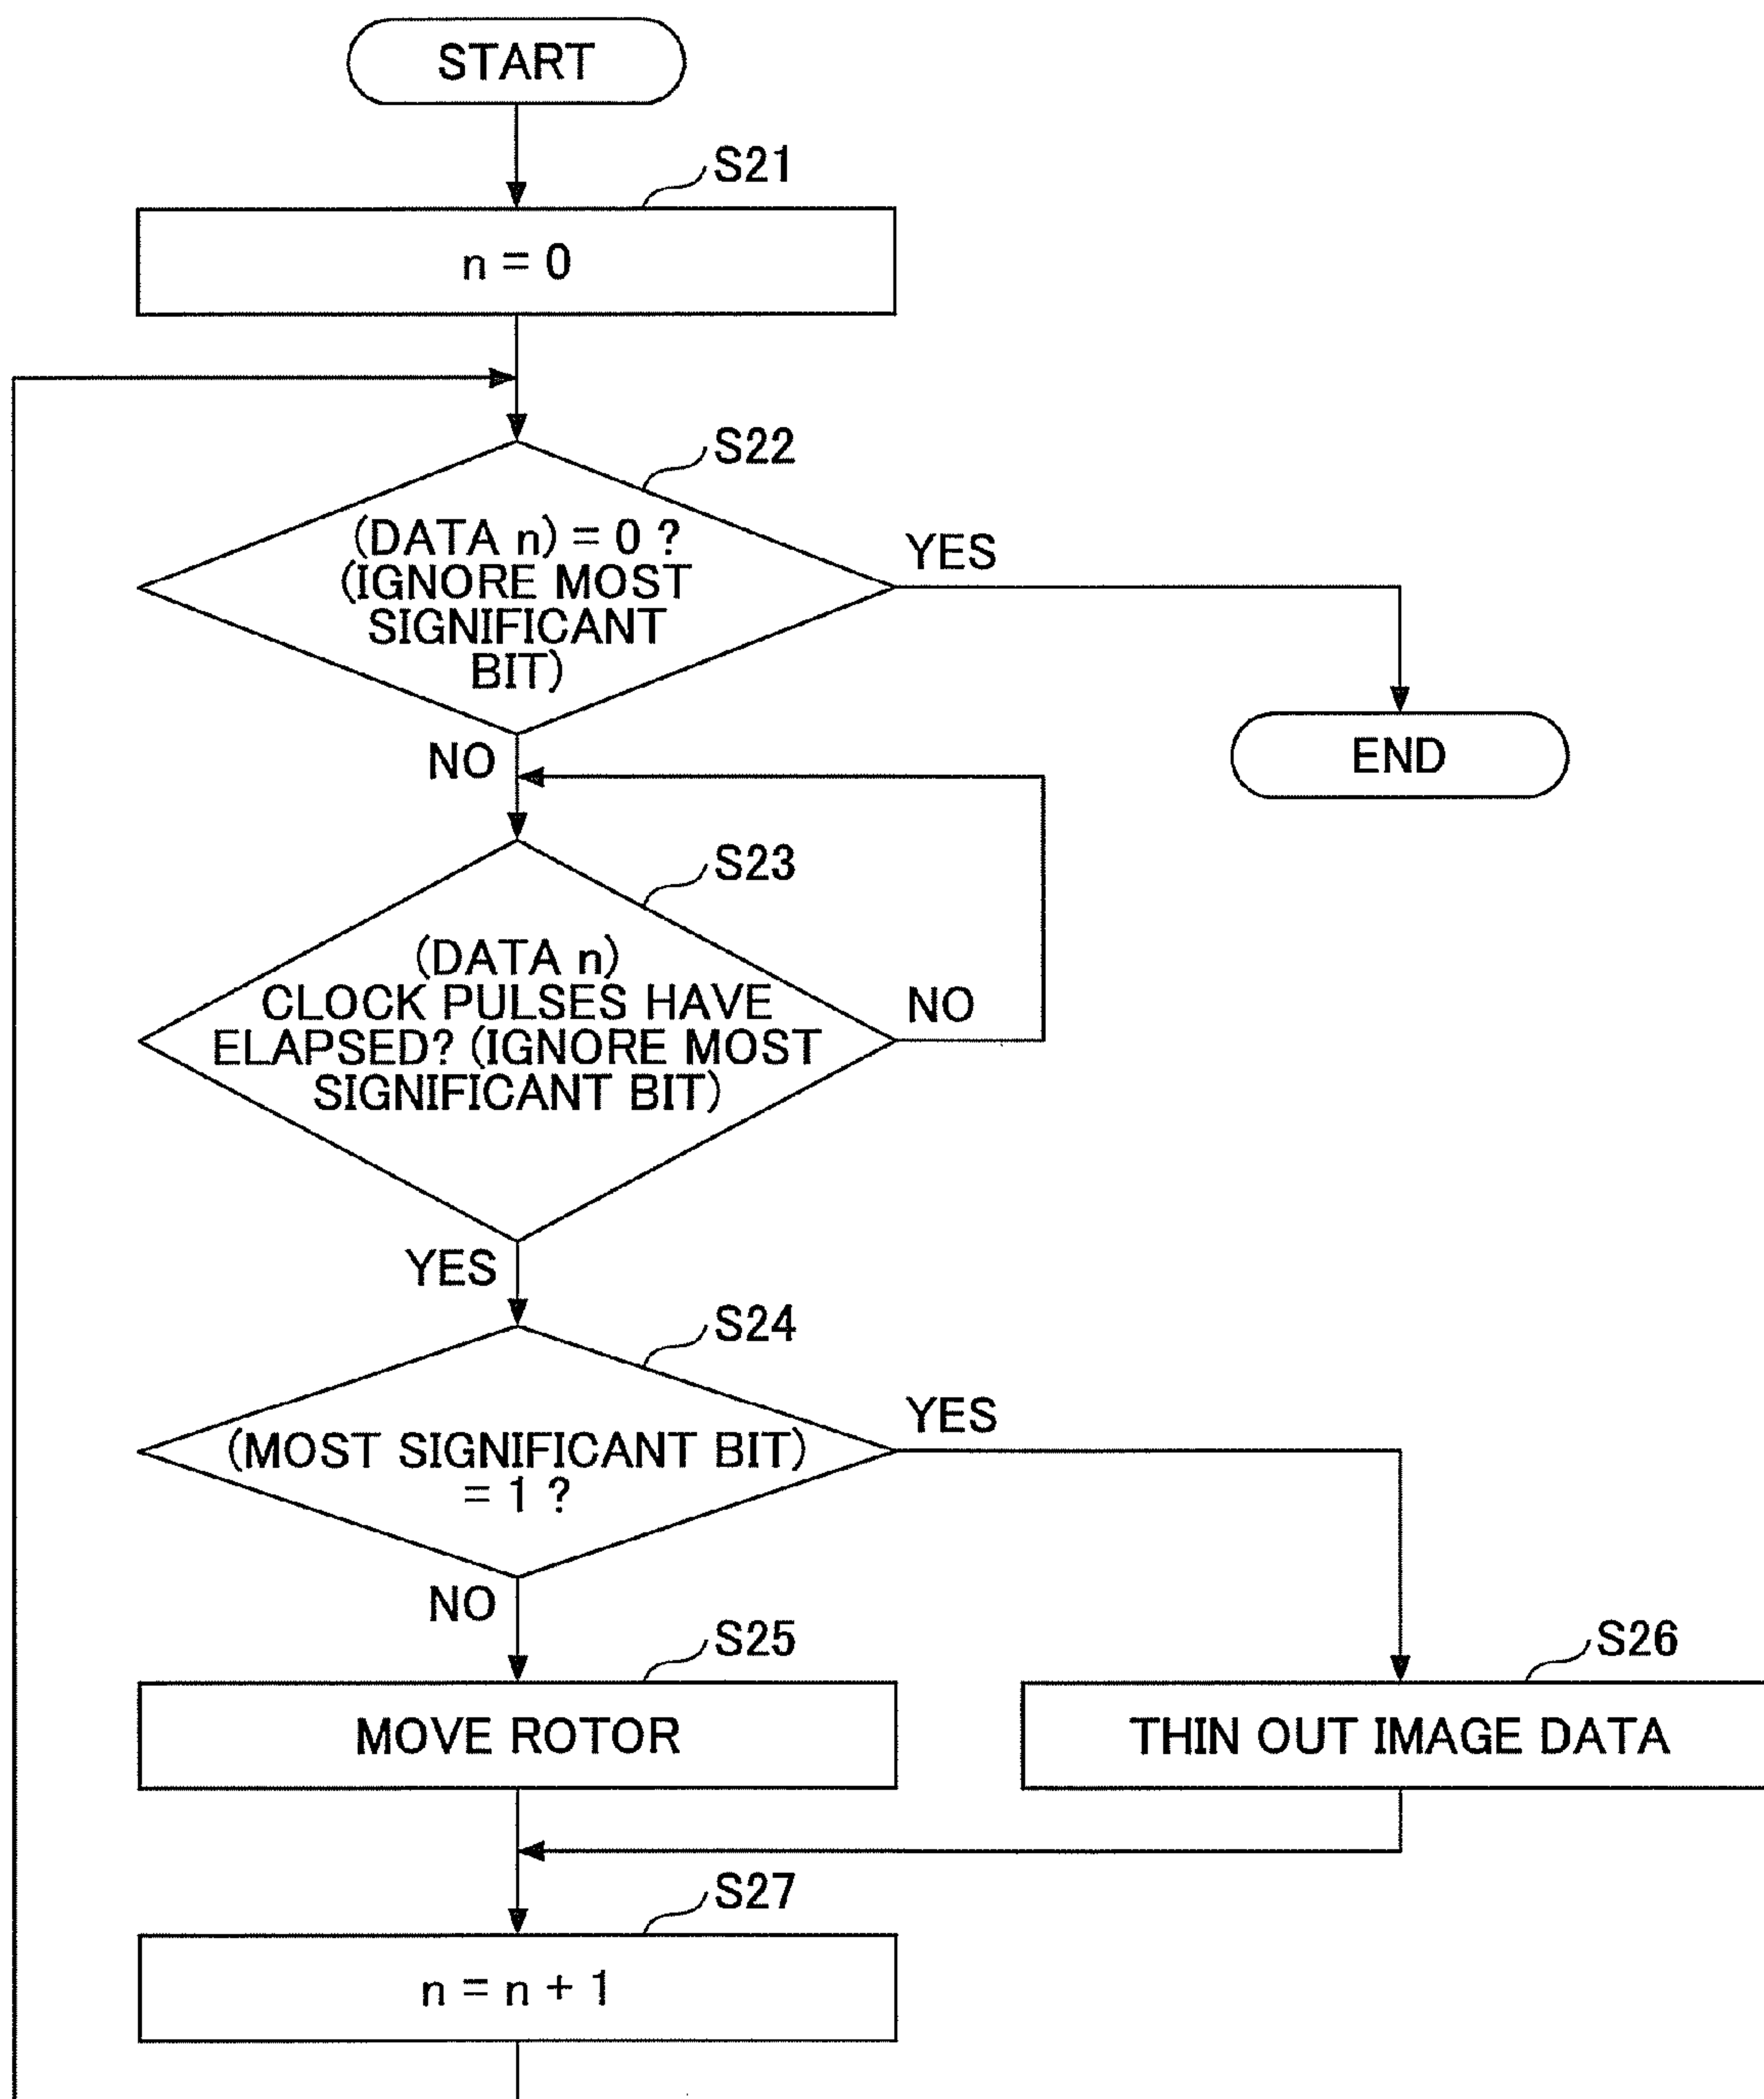 START
S21
n = 0
S22
(DATA n) = 0 ?
(IGNORE MOST
SIGNIFICANT
BIT)
YES
NO
END
S23
(DATA n)
CLOCK PULSES HAVE
ELAPSED? (IGNORE MOST
SIGNIFICANT BIT)
NO
YES
S24
(MOST SIGNIFICANT BIT)
= 1 ?
YES
NO
S25
MOVE ROTOR
S26
THIN OUT IMAGE DATA
S27
n = n + 1